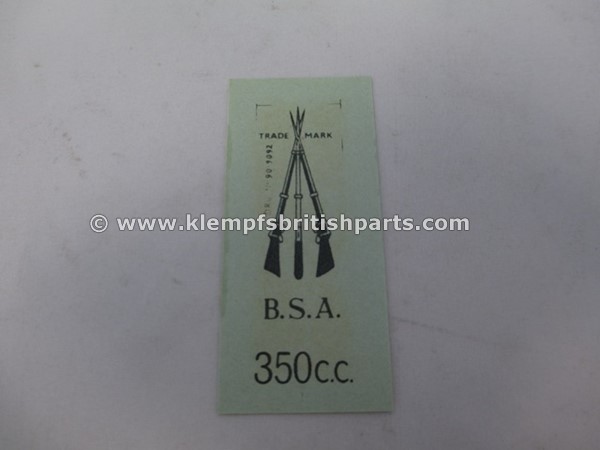 TRADE MARK
© www.klempfsbritishparts.com
B.S.A.
350C.C.